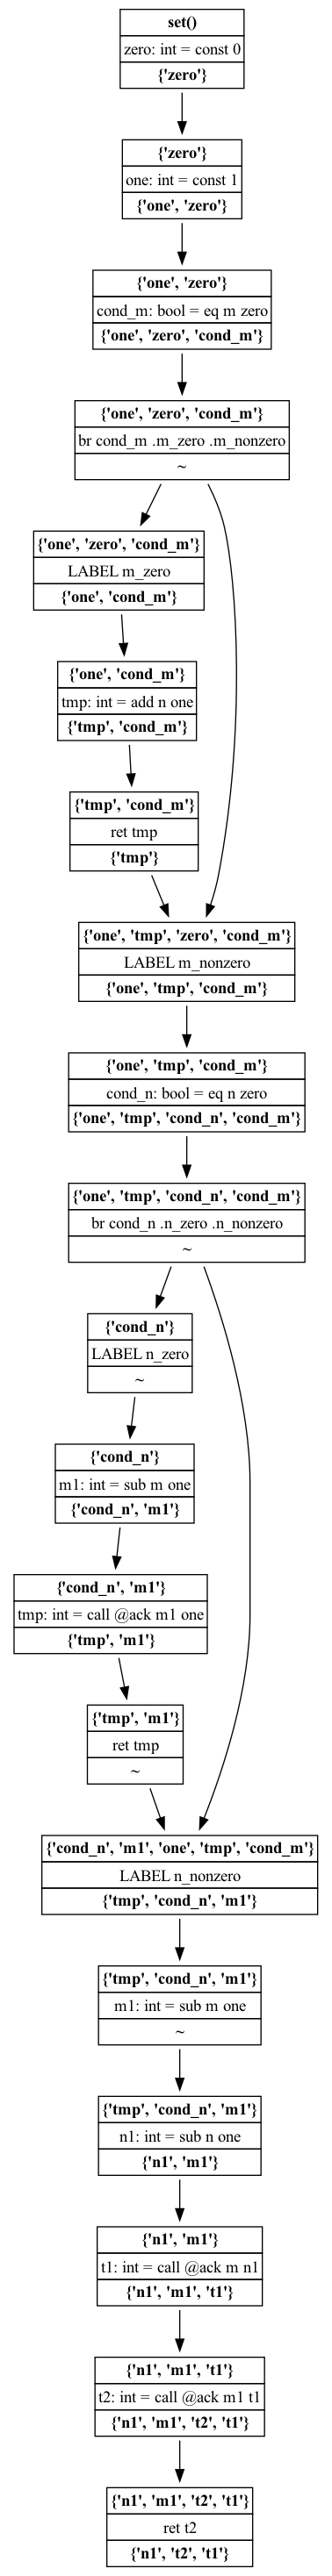 set()
zero: int = const 0
{'zero'}
{'zero'}
one: int = const 1
{'one', 'zero'}
{'one', 'zero'}
cond_m: bool = eq m zero
{'one', 'zero', 'cond_m'}
{'one', 'zero', 'cond_m'}
br cond_m .m_zero .m_nonzero
~
{'one', 'zero', 'cond_m'}
LABEL m_zero
{'one', 'cond_m'}
{'one', 'cond_m'}
tmp: int = add n one
{'tmp', 'cond_m'}
{'tmp', 'cond_m'}
ret tmp
{'tmp'}
{'one', 'tmp', 'zero', 'cond_m'}
LABEL m_nonzero
{'one', 'tmp', 'cond_m'}
{'one', 'tmp', 'cond_m'}
cond_n: bool = eq n zero
{'one', 'tmp', 'cond_n', 'cond_m'}
{'one', 'tmp', 'cond_n', 'cond_m'}
br cond_n .n_zero .n_nonzero
~
{'cond_n'}
LABEL n_zero
~
{'cond_n'}
m1: int = sub m one
{'cond_n', 'm1'}
{'cond_n', 'm1'}
tmp: int = call @ack m1 one
{'tmp', 'm1'}
{'tmp', 'm1'}
ret tmp
~
{'cond_n', 'm1', 'one', 'tmp', 'cond_m'}
LABEL n_nonzero
{'tmp', 'cond_n', 'm1'}
{'tmp', 'cond_n', 'm1'}
m1: int = sub m one
~
{'tmp', 'cond_n', 'm1'}
n1: int = sub n one
{'n1', 'm1'}
{'n1', 'm1'}
t1: int = call @ack m n1
{'n1', 'm1', 't1'}
{'n1', 'm1', 't1'}
t2: int = call @ack m1 t1
{'n1', 'm1', 't2', 't1'}
{'n1', 'm1', 't2', 't1'}
ret t2
{'n1', 't2', 't1'}